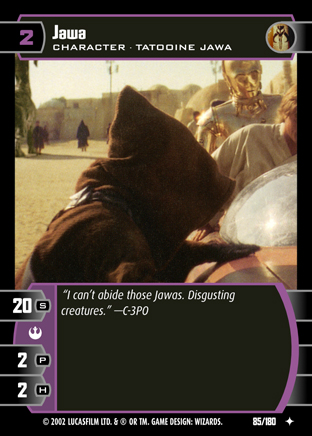 2
Jawa
CHARACTER · TATOOINE JAWA
20 S
2 P
2 H
"I can't abide those Jawas. Disgusting
creatures." —C-3PO
© 2002 LUCASFILM LTD. & ® OR TM. GAME DESIGN: WIZARDS.
85/180